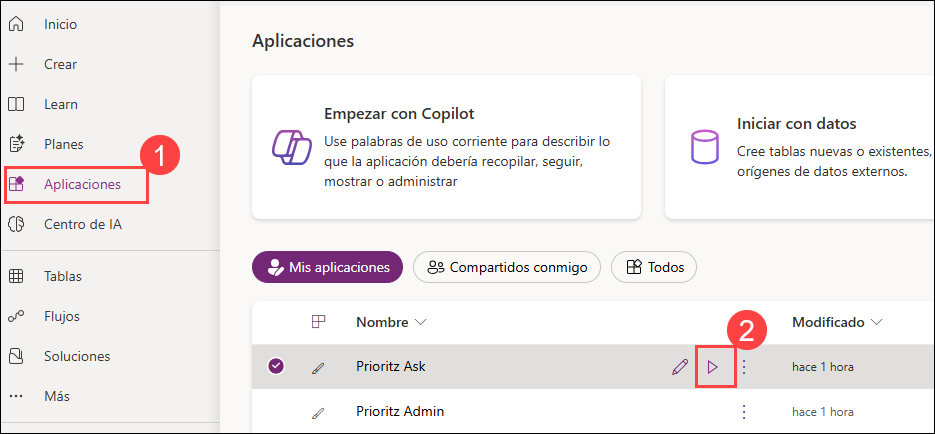 Inicio
Crear
Learn
Planes
1
Aplicaciones
Centro de IA
Tablas
Flujos
Soluciones
Más
Aplicaciones
Empezar con Copilot
Use palabras de uso corriente para describir lo
que la aplicación debería recopilar, seguir,
mostrar o administrar
Iniciar con datos
Cree tablas nuevas o existentes,
orígenes de datos externos.
Mis aplicaciones
Compartidos conmigo
Todos
Nombre
2
Modificado
Prioritz Ask
hace 1 hora
Prioritz Admin
hace 1 hora